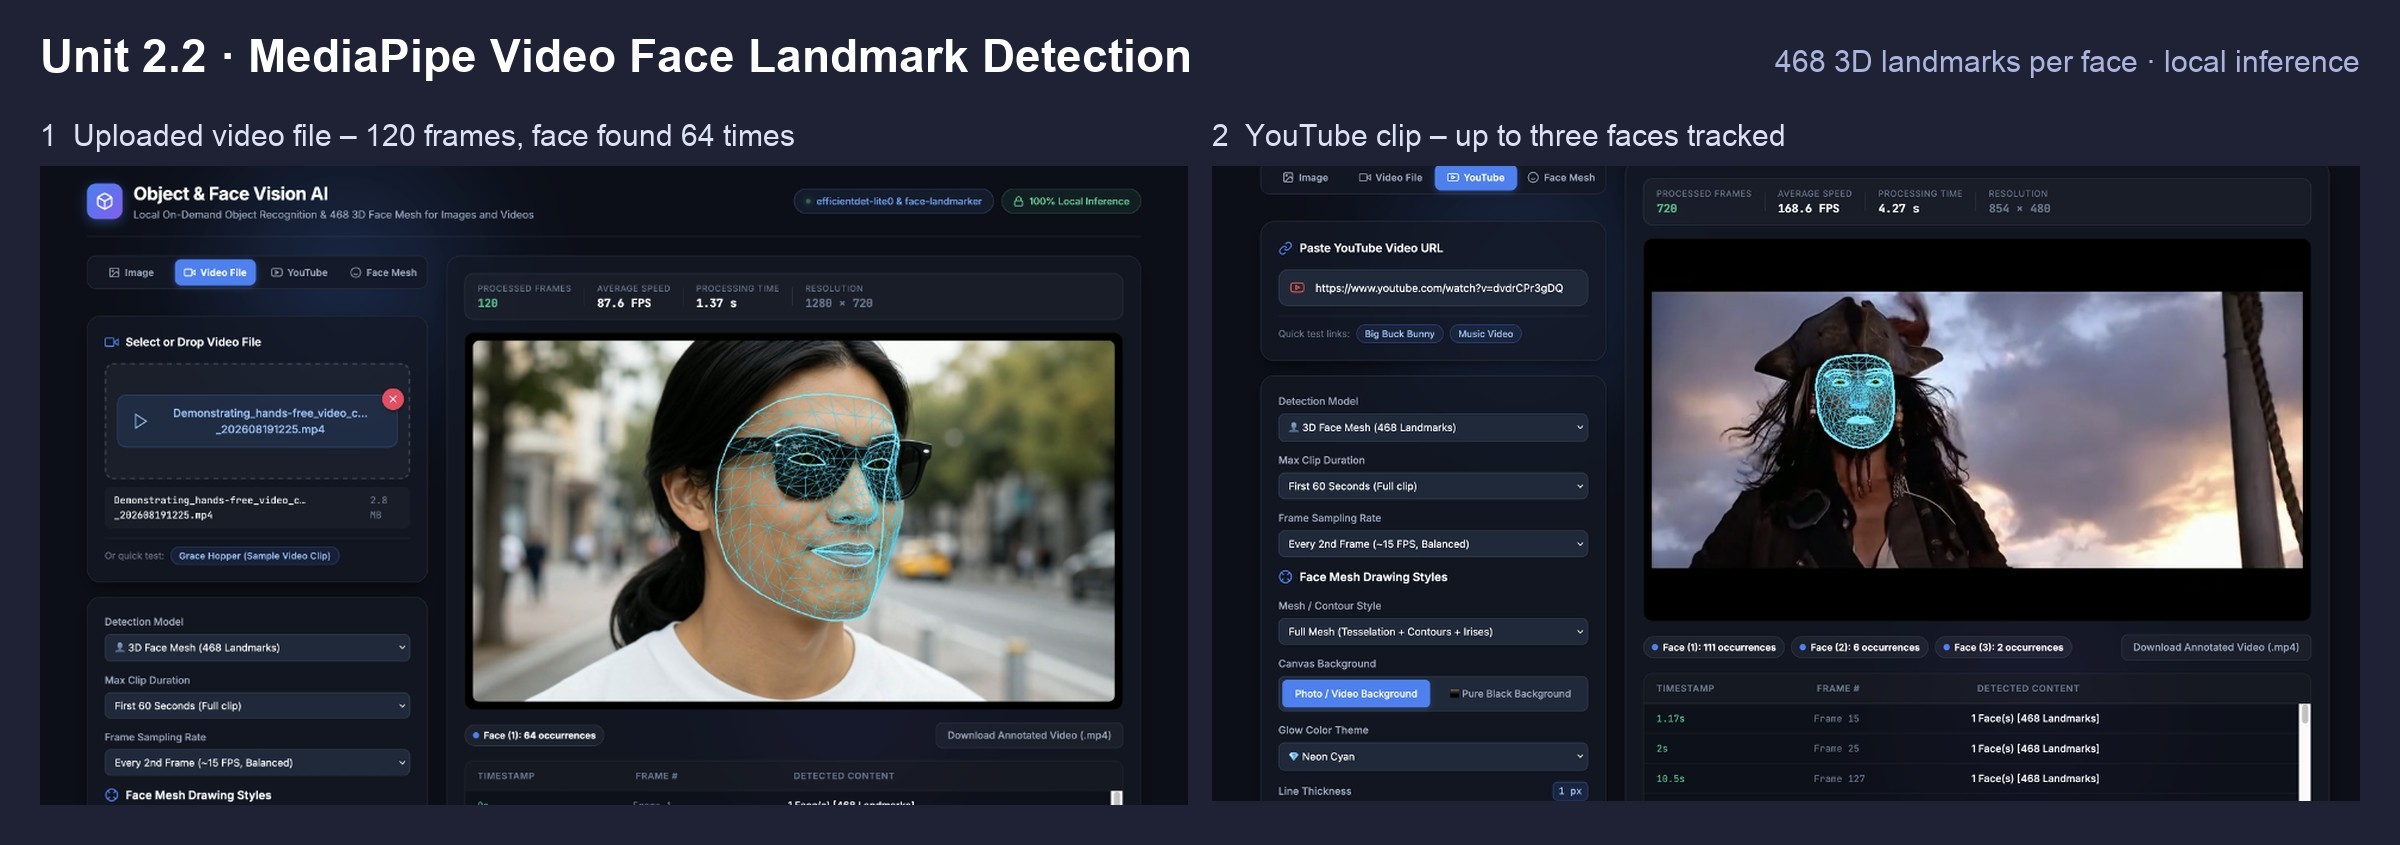 Unit 2.2 · MediaPipe Video Face Landmark Detection
468 3D landmarks per face · local inference
1 Uploaded video file – 120 frames, face found 64 times
Object & Face Vision AI
Local On-Demand Object Recognition & 468 3D Face Mesh for Images and Videos
efficientdet-lite0 & face-landmarker
100% Local Inference
Image
Video File
YouTube
Face Mesh
Select or Drop Video File
Demonstrating_hands-free_video_c...
_202608191225.mp4
Demonstrating_hands-free_video_c…
_202608191225.mp4
2.8
MB
Or quick test:
Grace Hopper (Sample Video Clip)
Detection Model
3D Face Mesh (468 Landmarks)
Max Clip Duration
First 60 Seconds (Full clip)
Frame Sampling Rate
Every 2nd Frame (~15 FPS, Balanced)
Face Mesh Drawing Styles
PROCESSED FRAMES
120
AVERAGE SPEED
87.6 FPS
PROCESSING TIME
1.37 s
RESOLUTION
1280 × 720
Face (1): 64 occurrences
Download Annotated Video (.mp4)
TIMESTAMP FRAME # DETECTED CONTENT
2 YouTube clip – up to three faces tracked
Image
Video File
YouTube
Face Mesh
Paste YouTube Video URL
https://www.youtube.com/watch?v=dvdrCPr3gDQ
Quick test links:
Big Buck Bunny
Music Video
Detection Model
3D Face Mesh (468 Landmarks)
Max Clip Duration
First 60 Seconds (Full clip)
Frame Sampling Rate
Every 2nd Frame (~15 FPS, Balanced)
Face Mesh Drawing Styles
Mesh / Contour Style
Full Mesh (Tesselation + Contours + Irises)
Canvas Background
Photo / Video Background
Pure Black Background
Glow Color Theme
Neon Cyan
Line Thickness
1 px
PROCESSED FRAMES
720
AVERAGE SPEED
168.6 FPS
PROCESSING TIME
4.27 s
RESOLUTION
854 × 480
Face (1): 111 occurrences
Face (2): 6 occurrences
Face (3): 2 occurrences
Download Annotated Video (.mp4)
TIMESTAMP FRAME # DETECTED CONTENT
1.17s Frame 15 1 Face(s) [468 Landmarks]
2s Frame 25 1 Face(s) [468 Landmarks]
10.5s Frame 127 1 Face(s) [468 Landmarks]